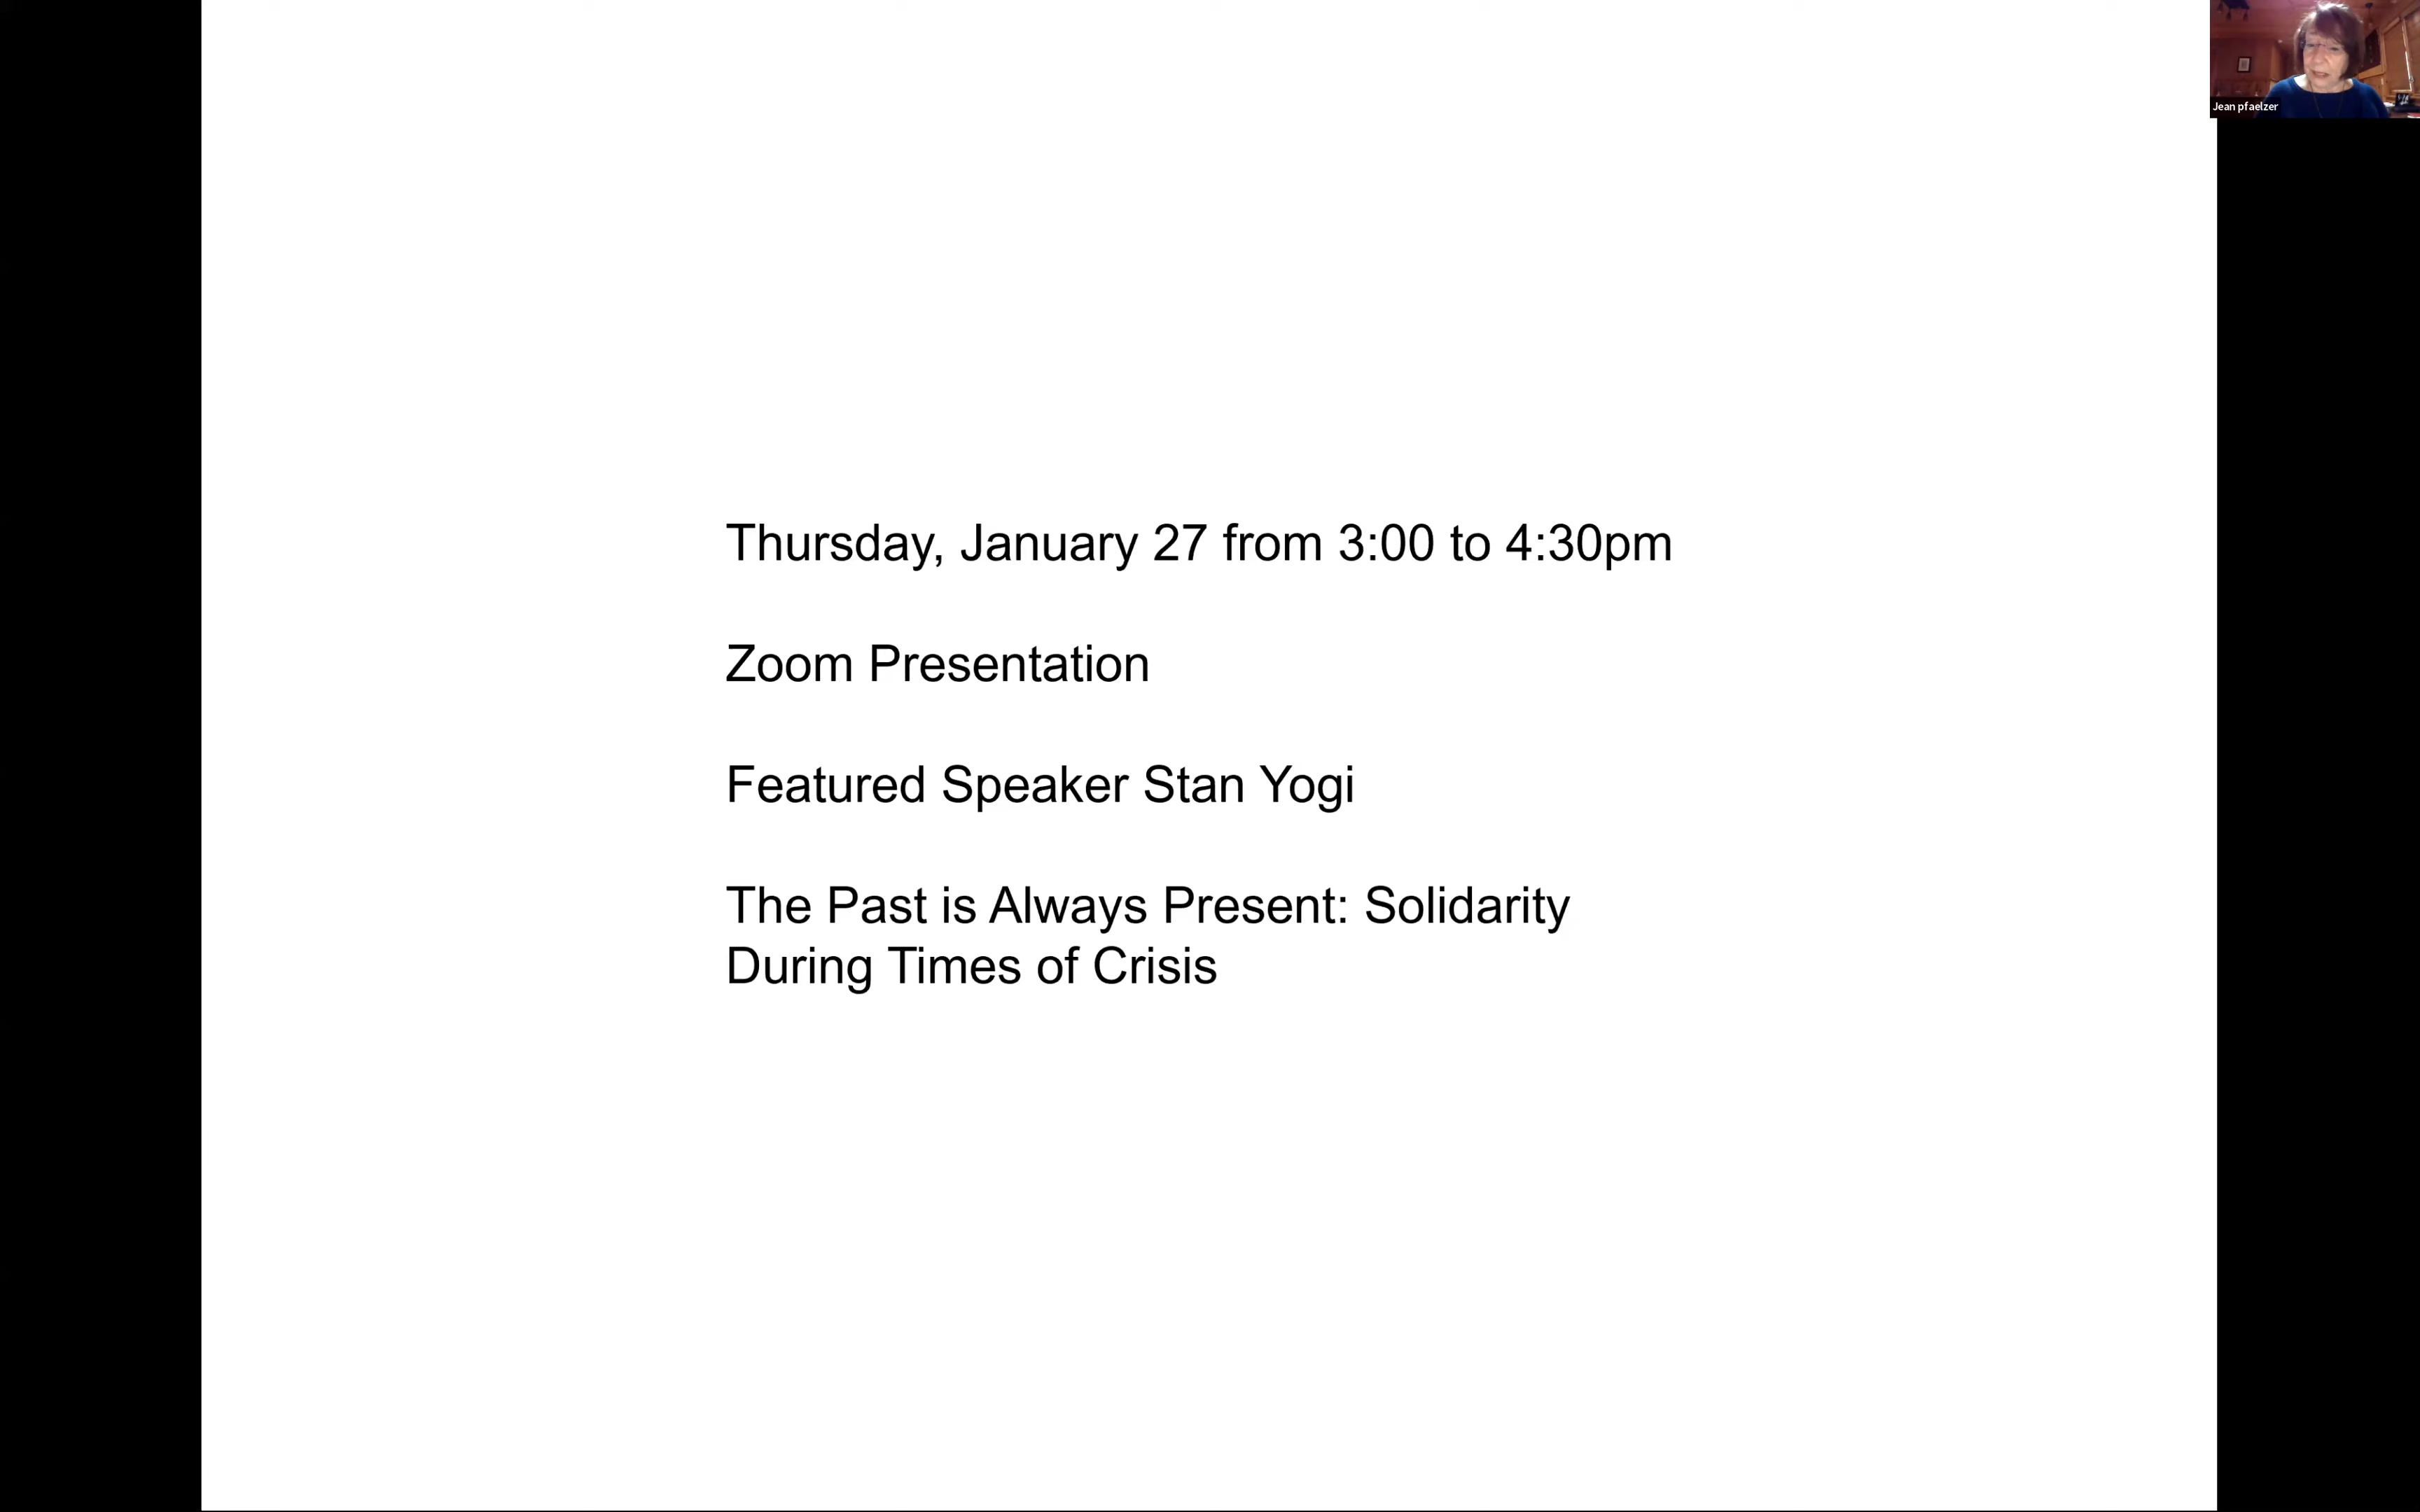 Jean pfaelzer
Thursday, January 27 from 3:00 to 4:30pm
Zoom Presentation
Featured Speaker Stan Yogi
The Past is Always Present: Solidarity
During Times of Crisis